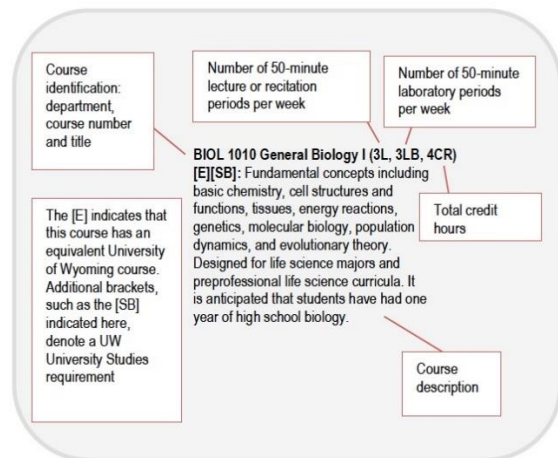 Course
identification:
department,
course number
and title
Number of 50-minute
lecture or recitation
periods per week
Number of 50-minute
laboratory periods
per week
BIOL 1010 General Biology I (3L, 3LB, 4CR)
[E][SB]: Fundamental concepts including
basic chemistry, cell structures and
functions, tissues, energy reactions,
genetics, molecular biology, population
dynamics, and evolutionary theory.
Designed for life science majors and
preprofessional life science curricula. It
is anticipated that students have had one
year of high school biology.
Total credit
hours
The [E] indicates that
this course has an
equivalent University
of Wyoming course.
Additional brackets,
such as the [SB]
indicated here,
denote a UW
University Studies
requirement
Course
description